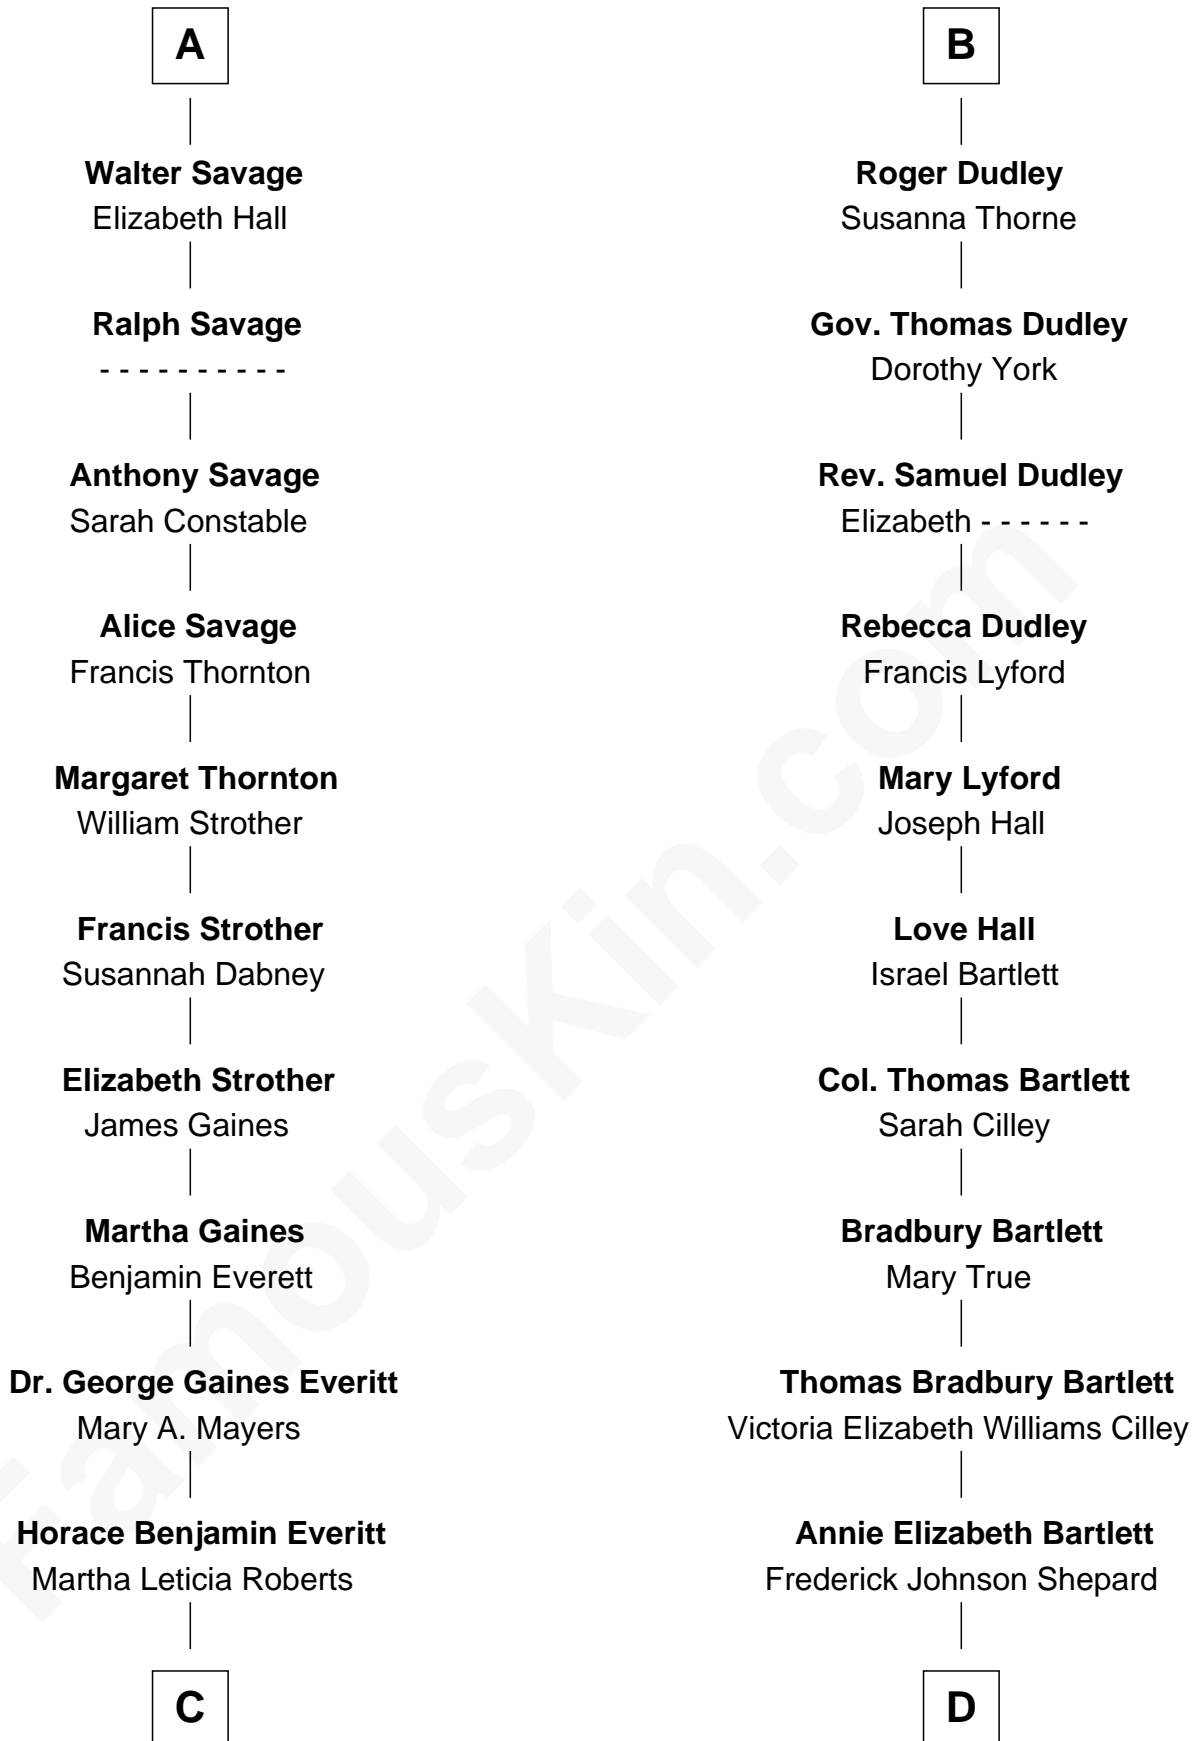 A
Walter Savage
Elizabeth Hall
Ralph Savage
- - - - - - - - - -
Anthony Savage
Sarah Constable
Alice Savage
Francis Thornton
Margaret Thornton
William Strother
Francis Strother
Susannah Dabney
Elizabeth Strother
James Gaines
Martha Gaines
Benjamin Everett
Dr. George Gaines Everitt
Mary A. Mayers
Horace Benjamin Everitt
Martha Leticia Roberts
C
B
Roger Dudley
Susanna Thorne
Gov. Thomas Dudley
Dorothy York
Rev. Samuel Dudley
Elizabeth - - - - - -
Rebecca Dudley
Francis Lyford
Mary Lyford
Joseph Hall
Love Hall
Israel Bartlett
Col. Thomas Bartlett
Sarah Cilley
Bradbury Bartlett
Mary True
Thomas Bradbury Bartlett
Victoria Elizabeth Williams Cilley
Annie Elizabeth Bartlett
Frederick Johnson Shepard
D
FamousKin.com